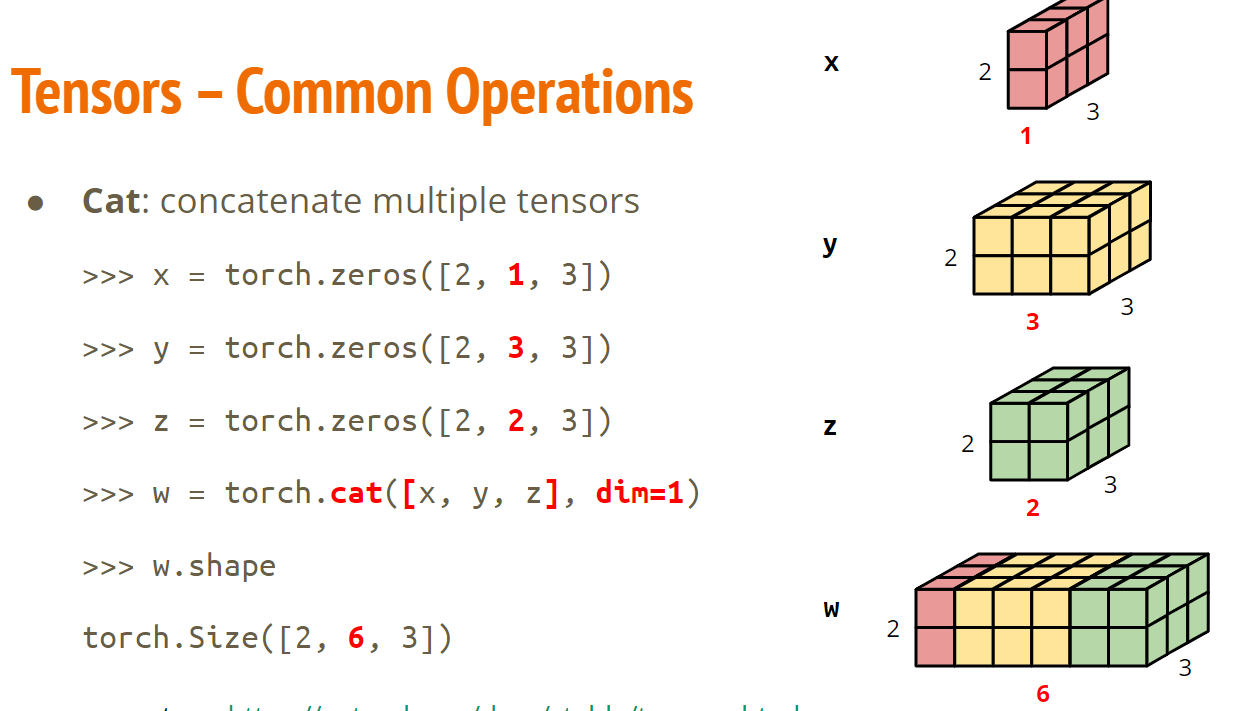 Tensors – Common Operations
● Cat: concatenate multiple tensors
>>> x = torch.zeros([2, 1, 3])
>>> y = torch.zeros([2, 3, 3])
>>> z = torch.zeros([2, 2, 3])
>>> w = torch.cat([x, y, z], dim=1)
>>> w.shape
torch.Size([2, 6, 3])
x
2
3
1
y
2
3
3
z
2
3
2
w
2
3
6